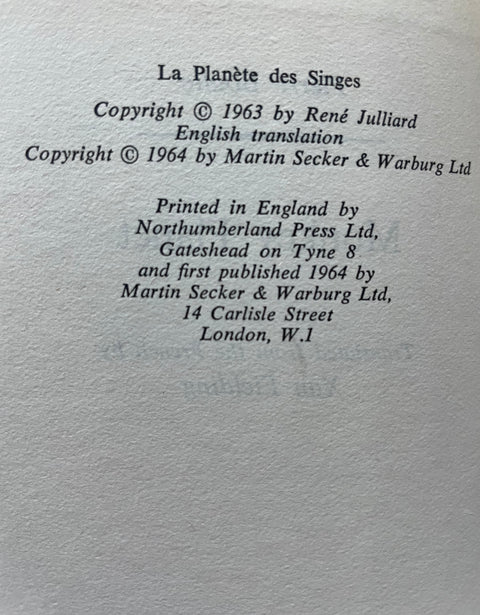 La Planète des Singes
Copyright © 1963 by René Julliard
English translation
Copyright © 1964 by Martin Secker & Warburg Ltd
Printed in England by
Northumberland Press Ltd,
Gateshead on Tyne 8
and first published 1964 by
Martin Secker & Warburg Ltd,
14 Carlisle Street
London, W.1